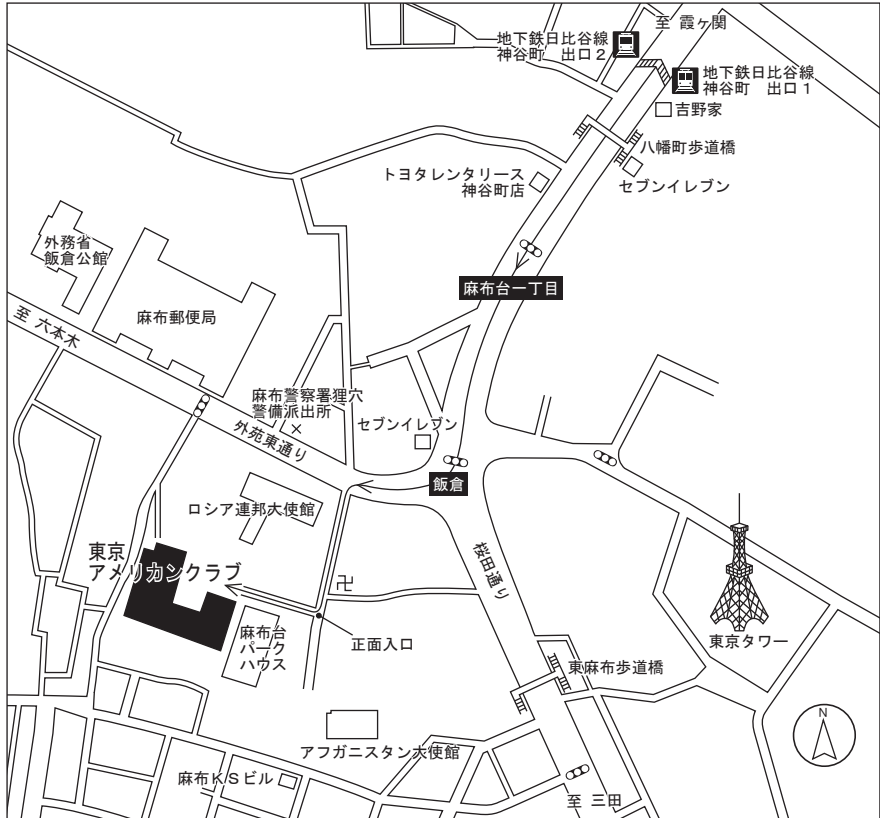 至 霞ヶ関
地下鉄日比谷線
神谷町　出口２
地下鉄日比谷線
神谷町　出口１
吉野家
八幡町歩道橋
セブンイレブン
トヨタレンタリース
神谷町店
外務省
飯倉公館
麻布台一丁目
麻布郵便局
至 六本木
麻布警察署狸穴
警備派出所
セブンイレブン
外苑東通り
飯倉
ロシア連邦大使館
桜田通り
東京
アメリカンクラブ
卍
麻布台
パーク
ハウス
正面入口
東京タワー
東麻布歩道橋
N
アフガニスタン大使館
麻布ＫＳビル
至 三田